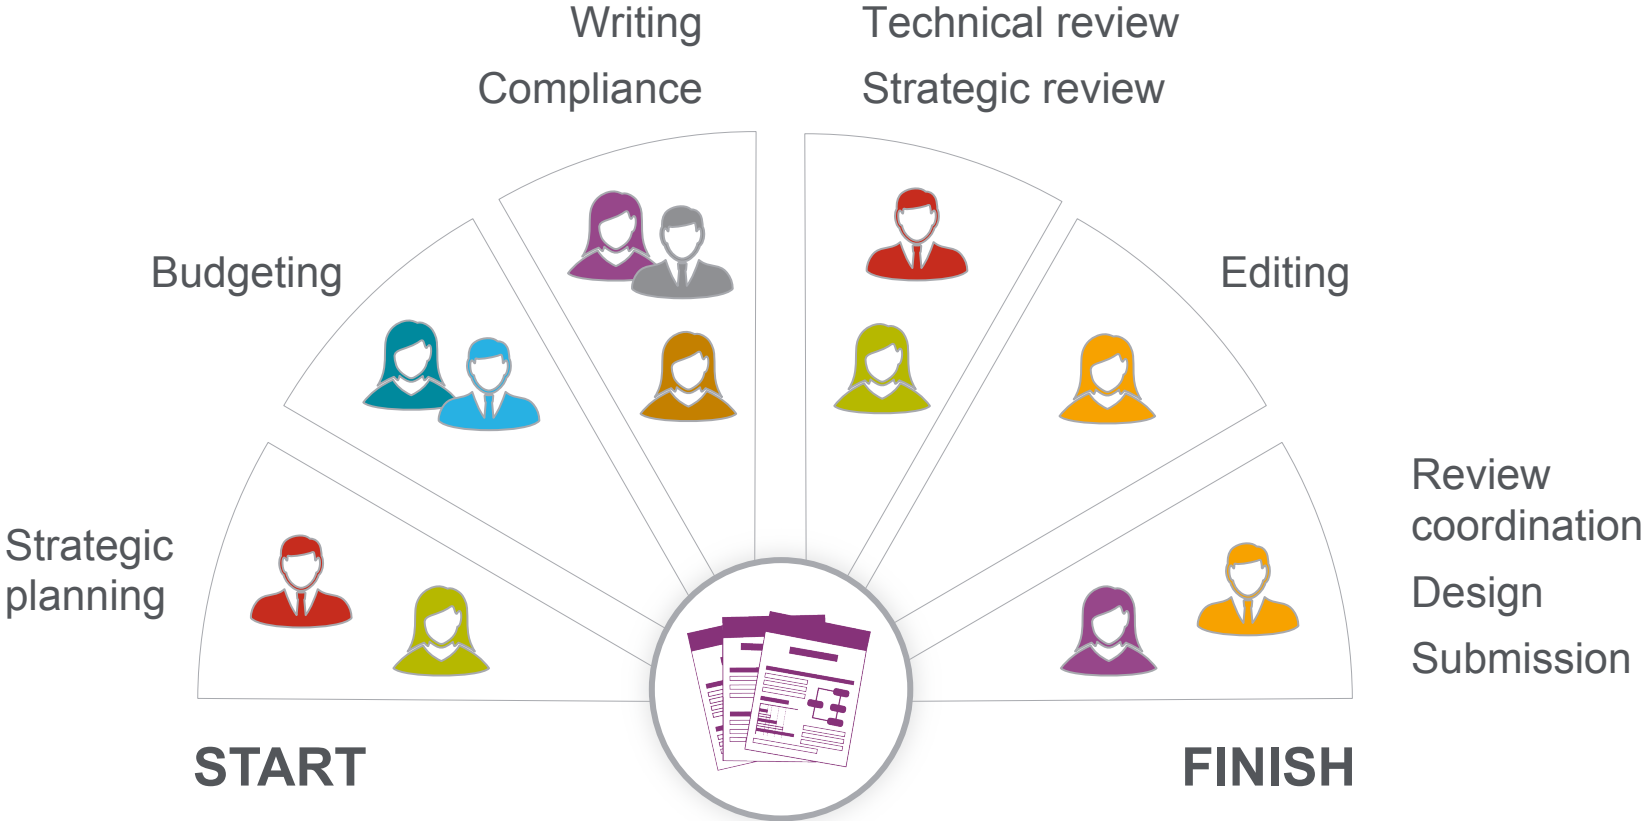 Writing
Compliance
Technical review
Strategic review
Budgeting
Editing
Strategic
planning
Review
coordination
Design
Submission
START
FINISH